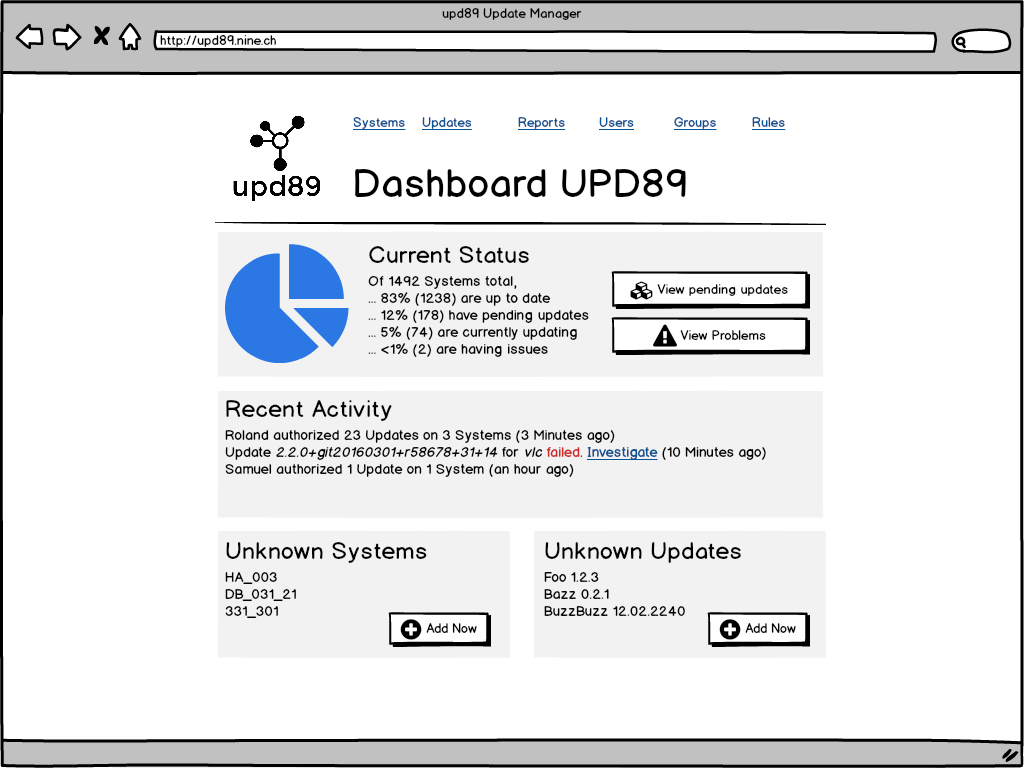 upd89 Update Manager
http://upd89.nine.ch
Systems Updates Reports Users Groups Rules
upd89
Dashboard UPD89
Current Status
Of 1492 Systems total,
... 83% (1238) are up to date
... 12% (178) have pending updates
... 5% (74) are currently updating
... <1% (2) are having issues
View pending updates
View Problems
Recent Activity
Roland authorized 23 Updates on 3 Systems (3 Minutes ago)
Update 2.2.0+git20160301+r58678+31+14 for vlc failed. Investigate (10 Minutes ago)
Samuel authorized 1 Update on 1 System (an hour ago)
Unknown Systems
HA_003
DB_031_21
331_301
Add Now
Unknown Updates
Foo 1.2.3
Bazz 0.2.1
BuzzBuzz 12.02.2240
Add Now